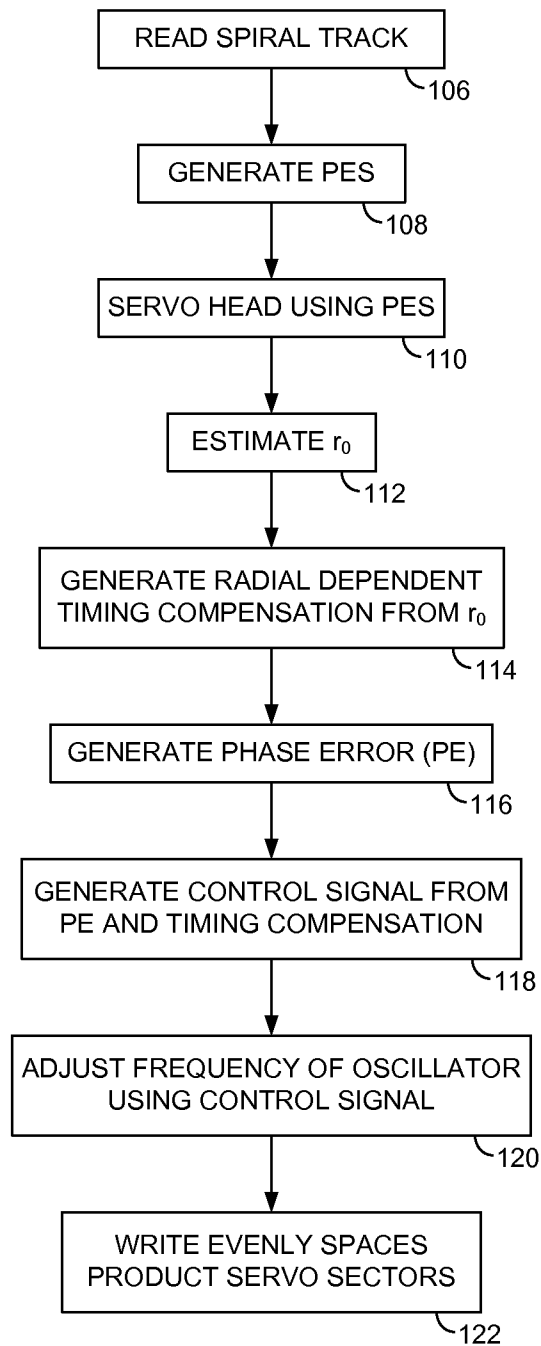 READ SPIRAL TRACK
106
GENERATE PES
108
SERVO HEAD USING PES
110
ESTIMATE r₀
112
GENERATE RADIAL DEPENDENT
TIMING COMPENSATION FROM r₀
114
GENERATE PHASE ERROR (PE)
116
GENERATE CONTROL SIGNAL FROM
PE AND TIMING COMPENSATION
118
ADJUST FREQUENCY OF OSCILLATOR
USING CONTROL SIGNAL
120
WRITE EVENLY SPACES
PRODUCT SERVO SECTORS
122